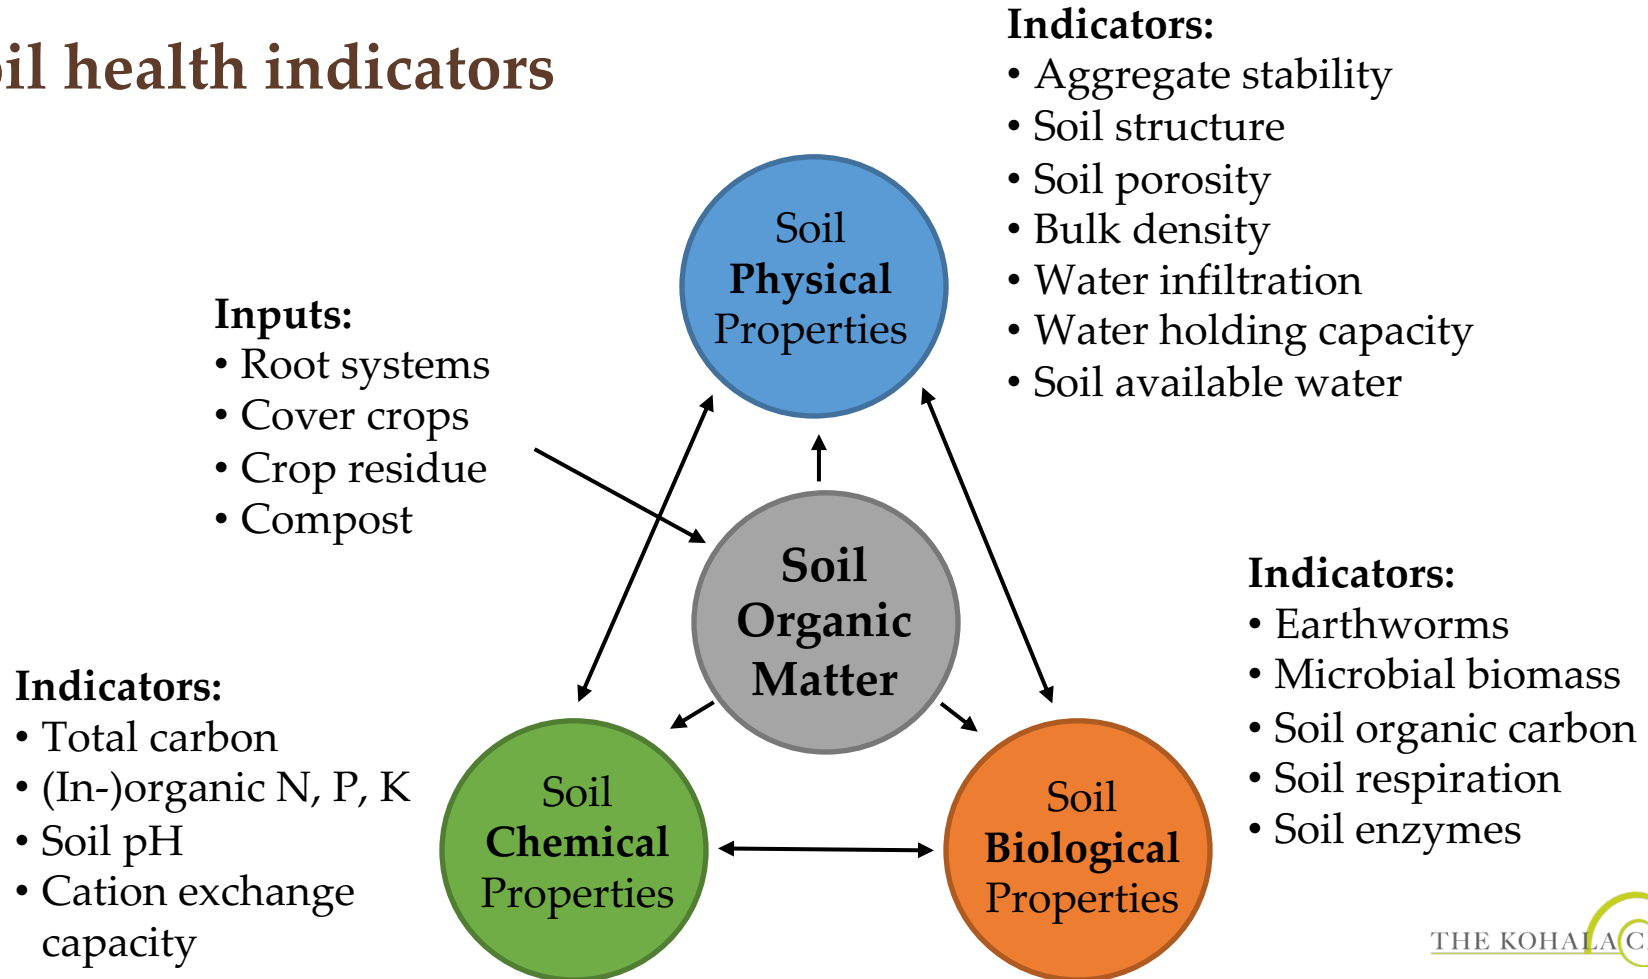 oil health indicators
Indicators:
• Aggregate stability
• Soil structure
• Soil porosity
• Bulk density
• Water infiltration
• Water holding capacity
• Soil available water
Soil
Physical
Properties
Inputs:
• Root systems
• Cover crops
• Crop residue
• Compost
Soil
Organic
Matter
Indicators:
• Earthworms
• Microbial biomass
• Soil organic carbon
• Soil respiration
• Soil enzymes
Indicators:
• Total carbon
• (In-)organic N, P, K
• Soil pH
• Cation exchange
capacity
Soil
Chemical
Properties
Soil
Biological
Properties
THE KOHALA C